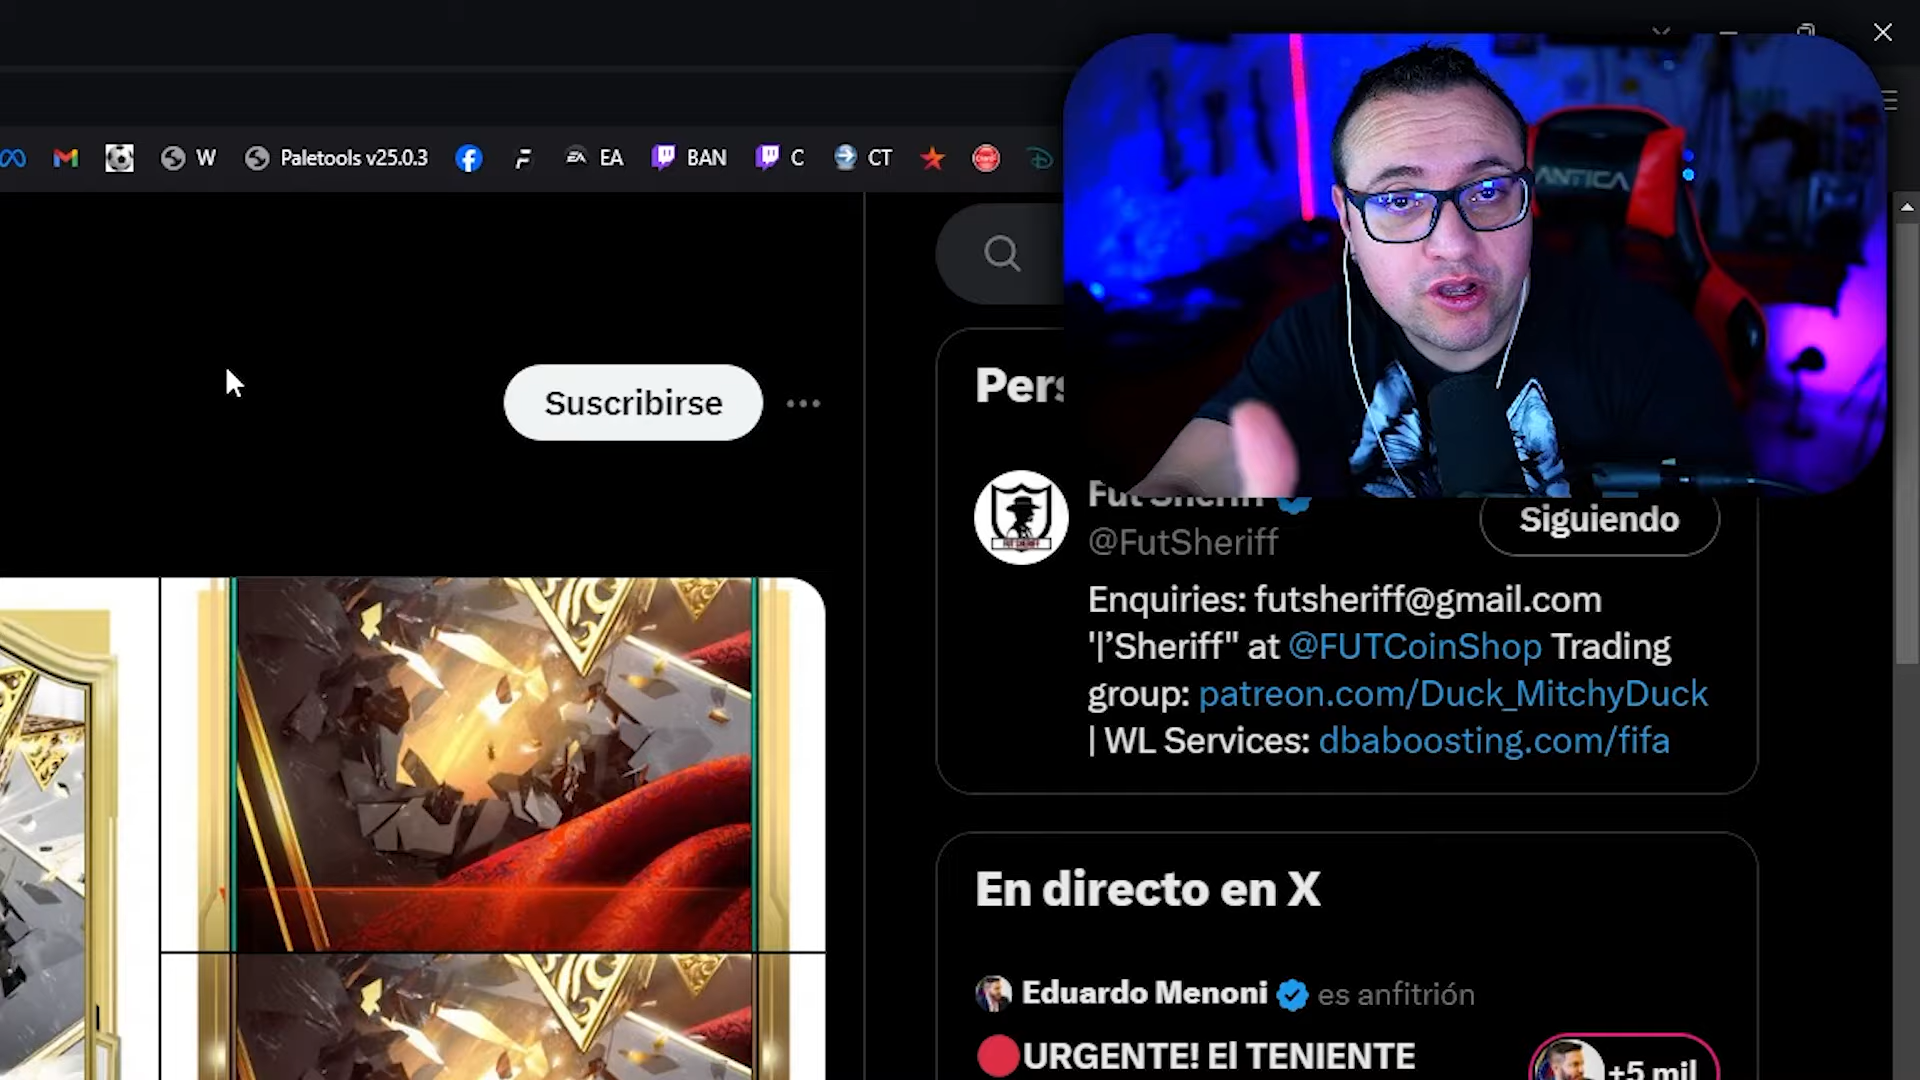 W
Paletools v25.0.3
EA
BAN
C
CT
ANTICA
Suscribirse
Fut Sheriff
@FutSheriff
Siguiendo
Enquiries: futsheriff@gmail.com
'|’Sheriff" at @FUTCoinShop Trading
group: patreon.com/Duck_MitchyDuck
| WL Services: dbaboosting.com/fifa
En directo en X
Eduardo Menoni es anfitrión
URGENTE! El TENIENTE
+5 mil